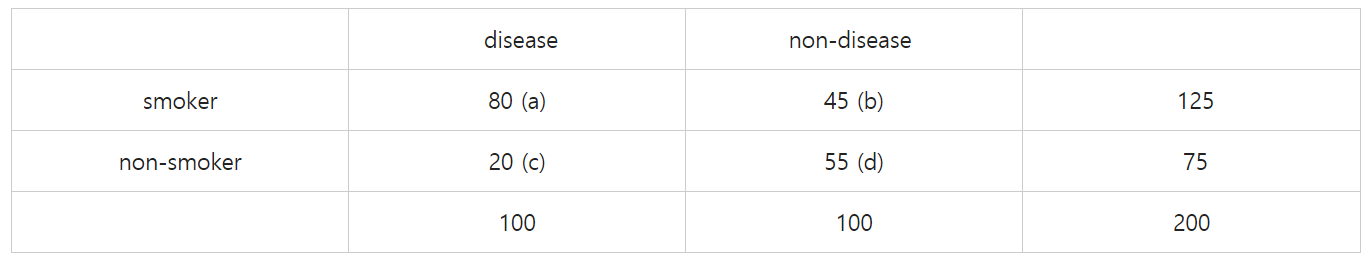 disease non-disease
smoker 80 (a) 45 (b) 125
non-smoker 20 (c) 55 (d) 75
100 100 200